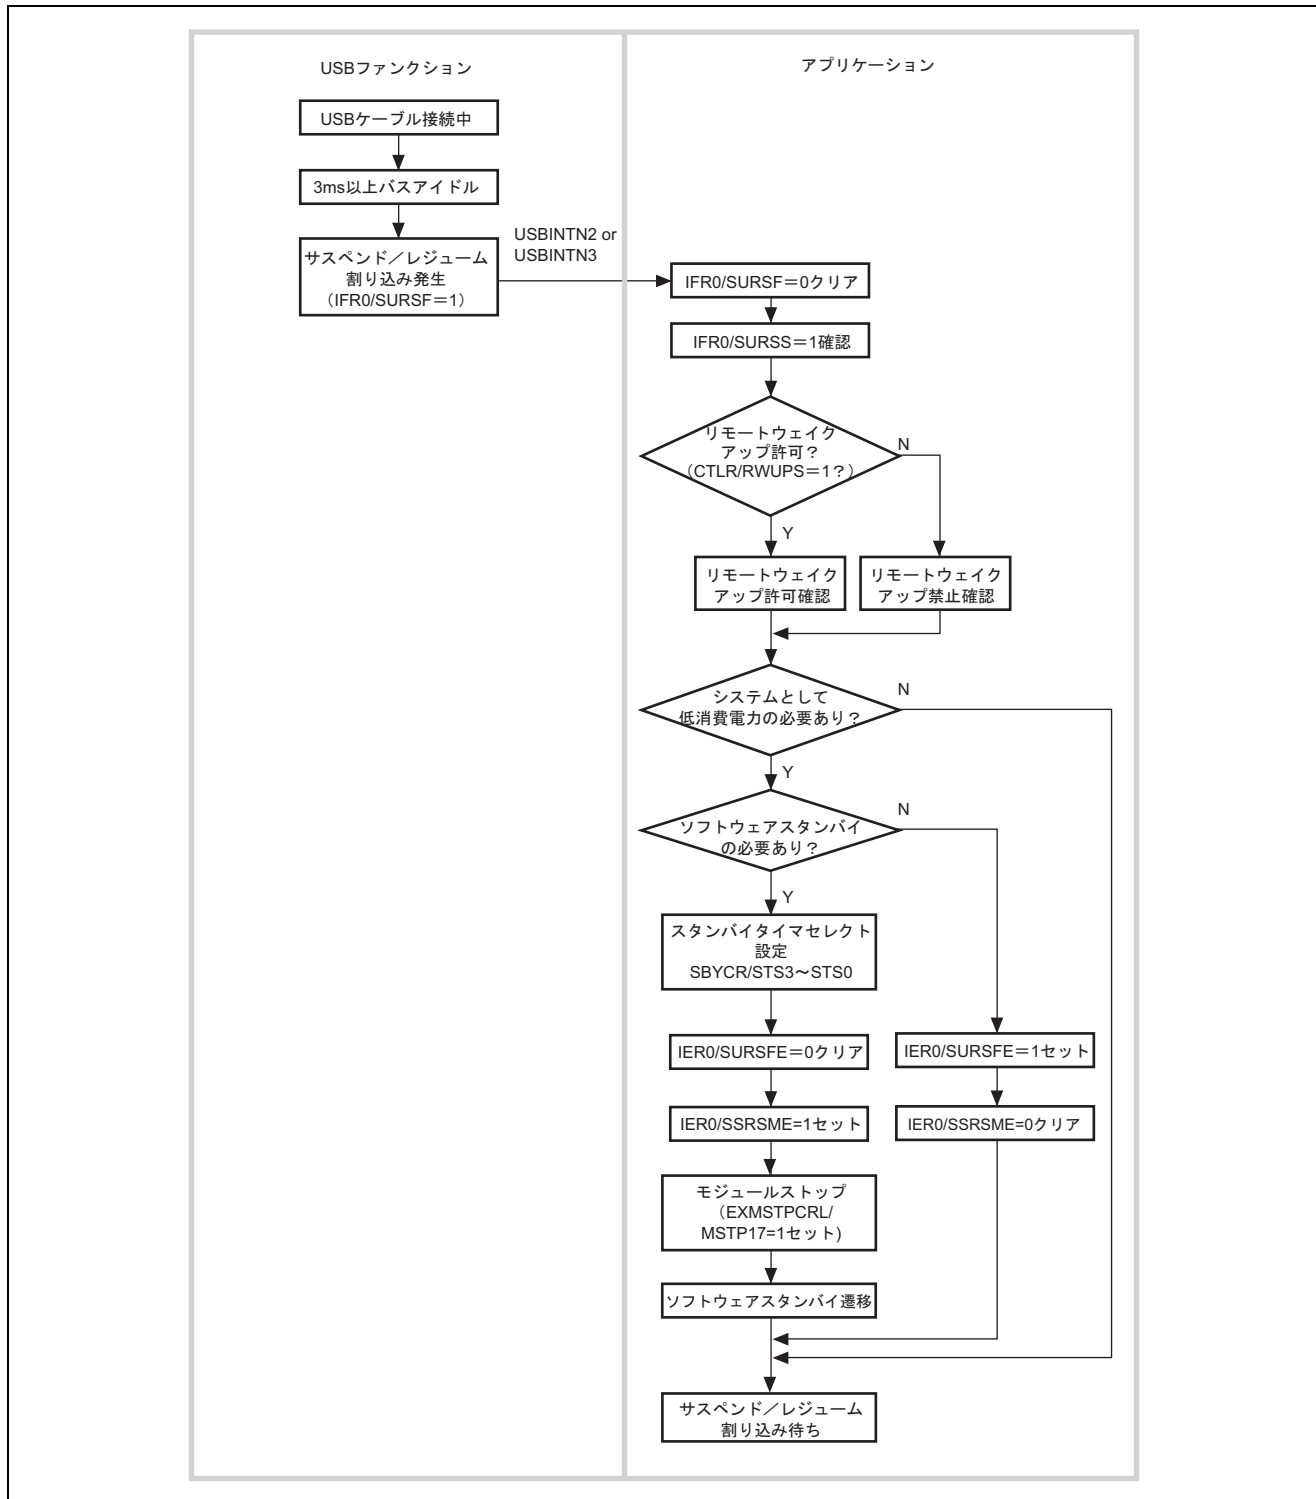 USBファンクション
アプリケーション
USBケーブル接続中
3ms以上バスアイドル
サスペンド／レジューム
割り込み発生
（IFR0/SURSF＝1）
USBINTN2 or
USBINTN3
IFR0/SURSF＝0クリア
IFR0/SURSS＝1確認
リモートウェイク
アップ許可？
（CTLR/RWUPS＝1？）
N
Y
リモートウェイク
アップ許可確認
リモートウェイク
アップ禁止確認
システムとして
低消費電力の必要あり？
N
Y
ソフトウェアスタンバイ
の必要あり？
N
Y
スタンバイタイマセレクト
設定
SBYCR/STS3～STS0
IER0/SURSFE＝0クリア
IER0/SURSFE＝1セット
IER0/SSRSME=1セット
IER0/SSRSME=0クリア
モジュールストップ
（EXMSTPCRL/
MSTP17=1セット)
ソフトウェアスタンバイ遷移
サスペンド／レジューム
割り込み待ち